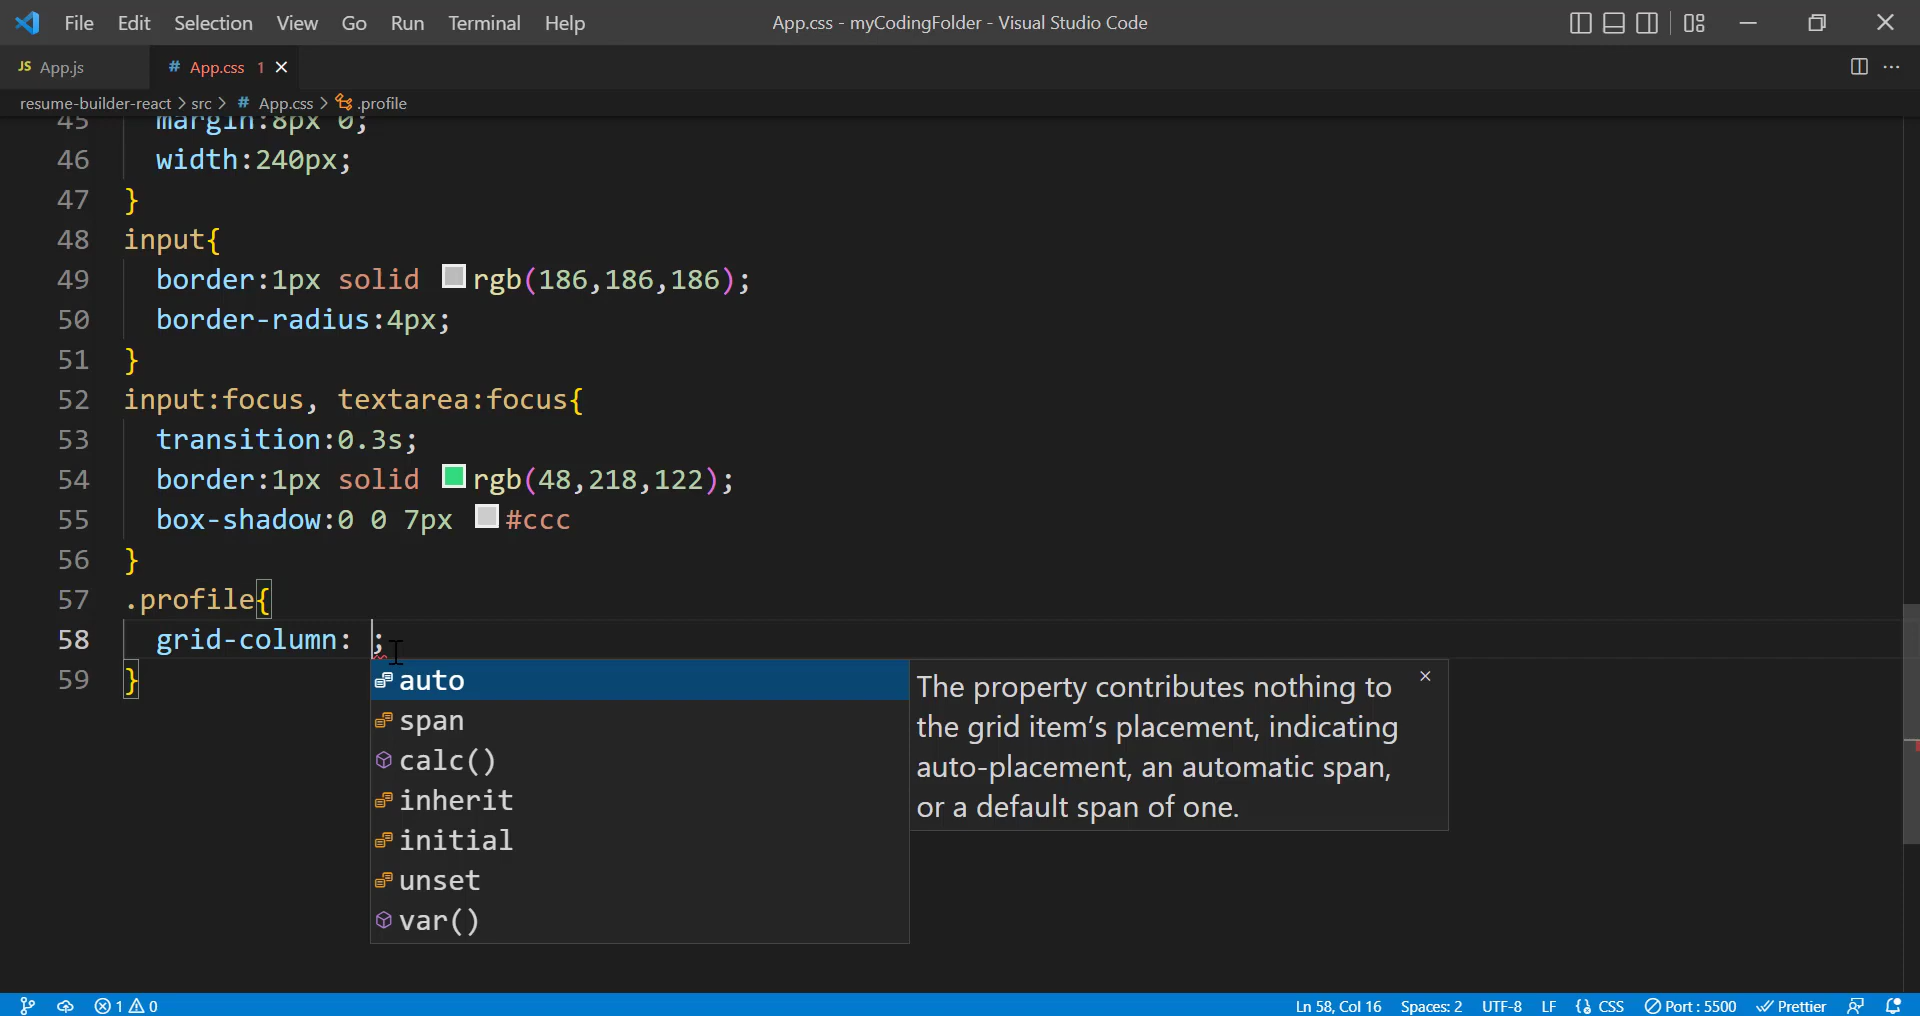 File Edit Selection View Go Run Terminal Help App.css - myCodingFolder - Visual Studio Code
JS App.js # App.css 1
resume-builder-react > src > # App.css > .profile
45 margin:8px 0;
46 width:240px;
47 }
48 input{
49 border:1px solid rgb(186,186,186);
50 border-radius:4px;
51 }
52 input:focus, textarea:focus{
53 transition:0.3s;
54 border:1px solid rgb(48,218,122);
55 box-shadow:0 0 7px #ccc
56 }
57 .profile{
58 grid-column: ;
59 }
auto
span
calc()
inherit
initial
unset
var()
The property contributes nothing to
the grid item’s placement, indicating
auto-placement, an automatic span,
or a default span of one.
1 0 Ln 58, Col 16 Spaces: 2 UTF-8 LF {} CSS Port : 5500 Prettier